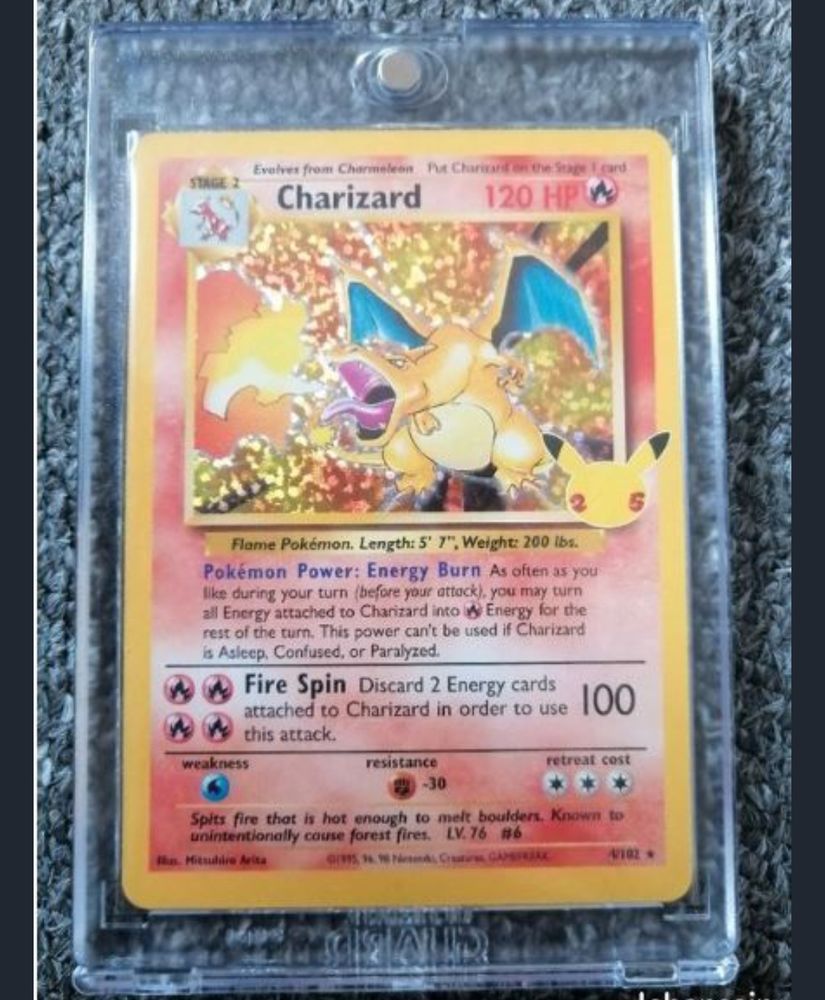 Evolves from Charmeleon Put Charizard on the Stage 1 card
STAGE 2
Charizard 120 HP
2 5
Flame Pokémon. Length: 5' 7", Weight: 200 lbs.
Pokémon Power: Energy Burn As often as you
like during your turn (before your attack), you may turn
all Energy attached to Charizard into Energy for the
rest of the turn. This power can't be used if Charizard
is Asleep, Confused, or Paralyzed.
Fire Spin Discard 2 Energy cards
attached to Charizard in order to use 100
this attack.
weakness resistance retreat cost
-30
Spits fire that is hot enough to melt boulders. Known to
unintentionally cause forest fires. LV. 76 #6
Illus. Mitsuhiro Arita ©1995, 96, 98 Nintendo, Creatures, GAMEFREAK. 4/102 ★